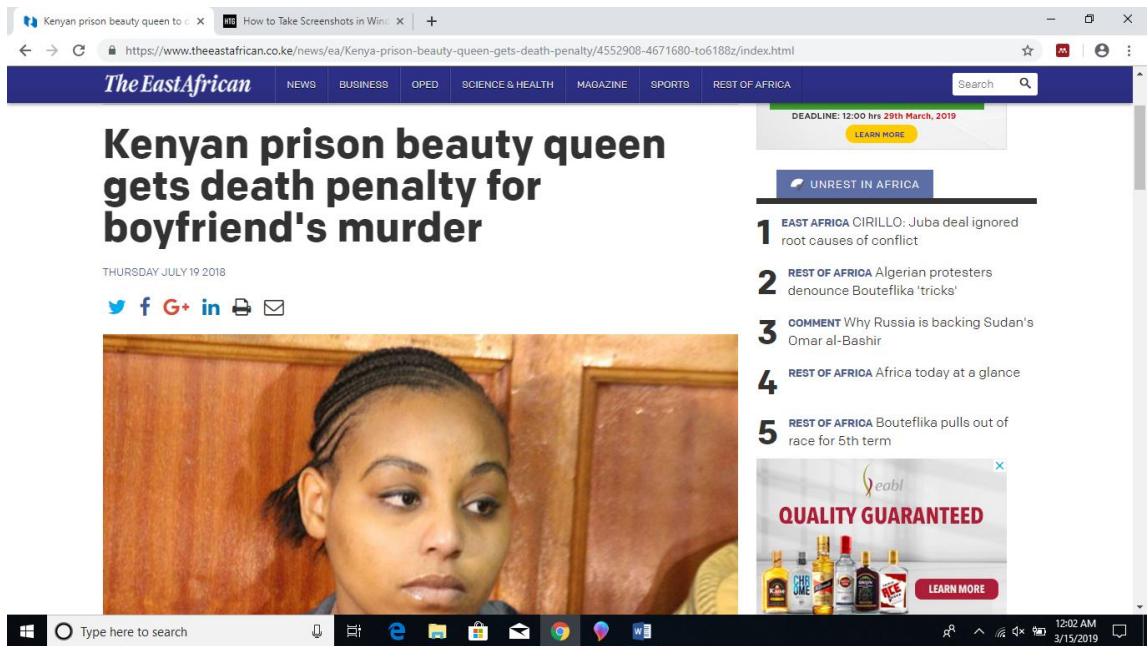 Kenyan prison beauty queen to c
How to Take Screenshots in Wind
https://www.theeastafrican.co.ke/news/ea/Kenya-prison-beauty-queen-gets-death-penalty/4552908-4671680-to6188z/index.html
The EastAfrican NEWS BUSINESS OPED SCIENCE & HEALTH MAGAZINE SPORTS REST OF AFRICA Search
Kenyan prison beauty queen
gets death penalty for
boyfriend's murder
THURSDAY JULY 19 2018
DEADLINE: 12:00 hrs 29th March, 2019
LEARN MORE
UNREST IN AFRICA
1 EAST AFRICA CIRILLO: Juba deal ignored
root causes of conflict
2 REST OF AFRICA Algerian protesters
denounce Bouteflika 'tricks'
3 COMMENT Why Russia is backing Sudan's
Omar al-Bashir
4 REST OF AFRICA Africa today at a glance
5 REST OF AFRICA Bouteflika pulls out of
race for 5th term
eabl
QUALITY GUARANTEED
LEARN MORE
Type here to search
12:02 AM
3/15/2019